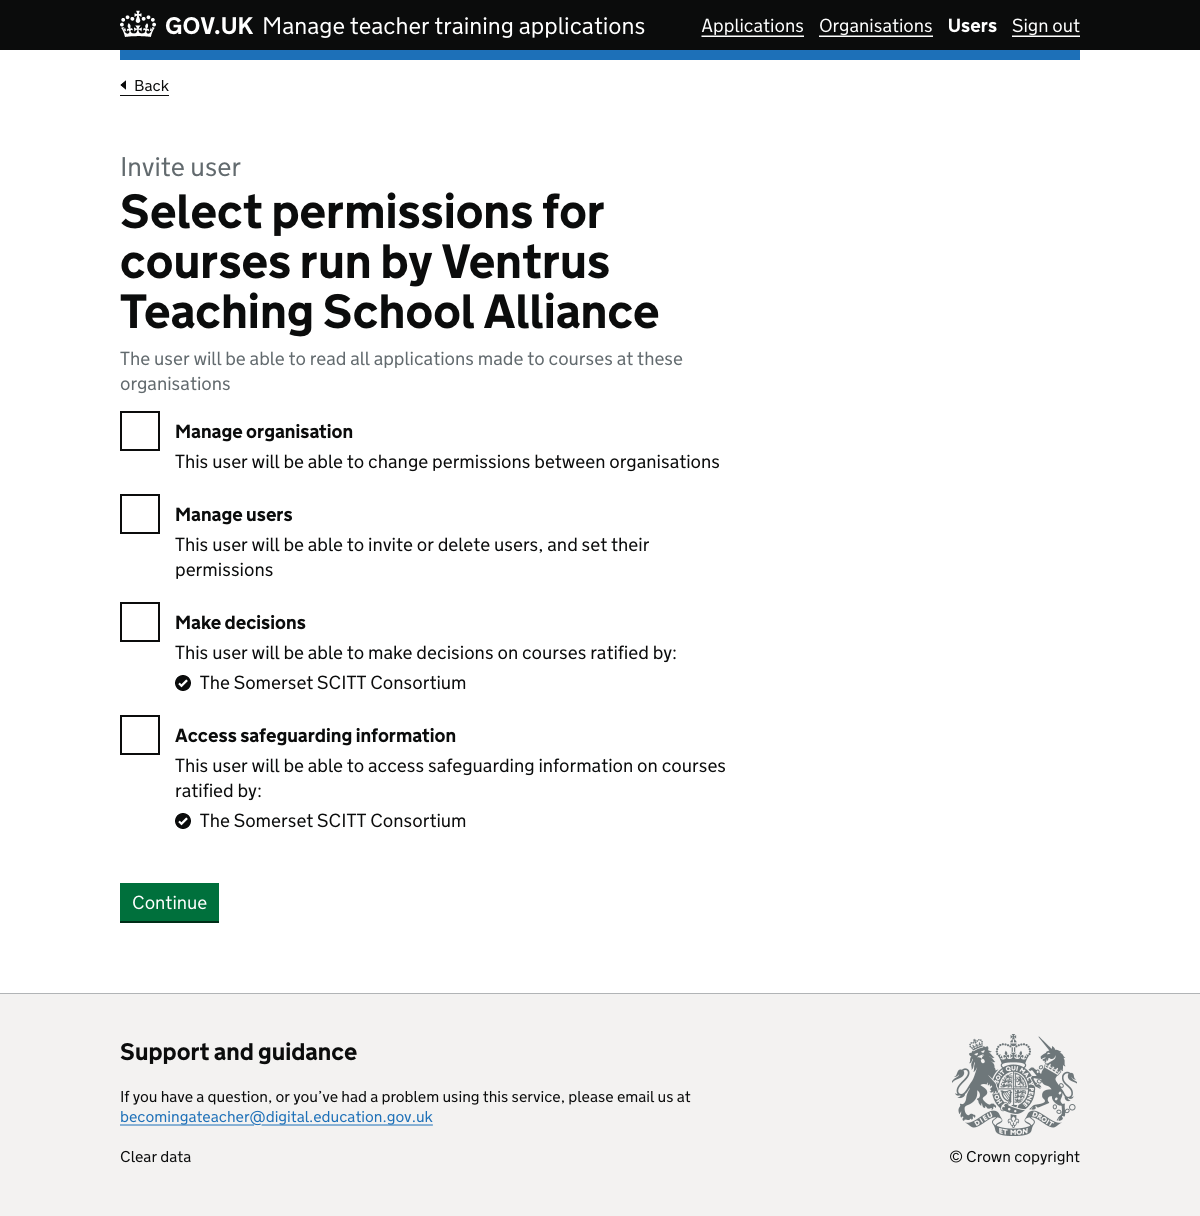 GOV.UK Manage teacher training applications Applications Organisations Users Sign out
Back
Invite user
Select permissions for
courses run by Ventrus
Teaching School Alliance
The user will be able to read all applications made to courses at these
organisations
Manage organisation
This user will be able to change permissions between organisations
Manage users
This user will be able to invite or delete users, and set their
permissions
Make decisions
This user will be able to make decisions on courses ratified by:
The Somerset SCITT Consortium
Access safeguarding information
This user will be able to access safeguarding information on courses
ratified by:
The Somerset SCITT Consortium
Continue
Support and guidance
If you have a question, or you’ve had a problem using this service, please email us at
becomingateacher@digital.education.gov.uk
Clear data
DIEU ET MON DROIT
© Crown copyright